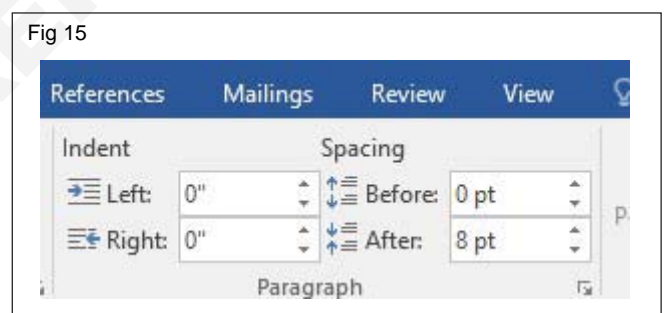 Fig 15
References Mailings Review View
Indent Spacing
Left: 0" Before: 0 pt
Right: 0" After: 8 pt
Paragraph